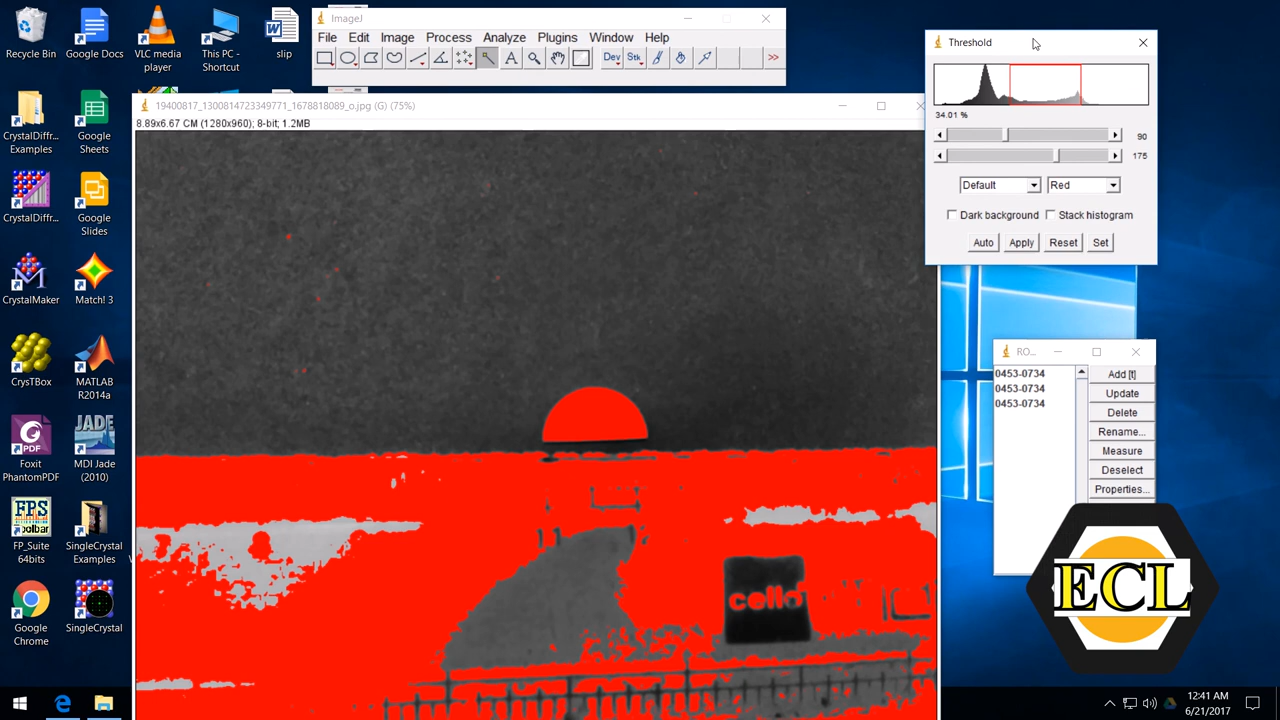 Recycle Bin
Google Docs
VLC media
player
This PC -
Shortcut
slip
ImageJ
File Edit Image Process Analyze Plugins Window Help
Dev Stk >>
Threshold
34.01 %
90
175
Default Red
Dark background Stack histogram
Auto Apply Reset Set
19400817_1300814723349771_1678818089_o.jpg (G) (75%)
8.89x6.67 CM (1280x960); 8-bit; 1.2MB
cello
CrystalDiffr...
Examples
Google
Sheets
CrystalDiffr...
Google
Slides
CrystalMaker
Match! 3
CrysTBox
MATLAB
R2014a
Foxit
PhantomPDF
MDI Jade
(2010)
FPS
toolbar
FP_Suite
64bits
SingleCrystal
Examples
Google
Chrome
SingleCrystal
RO...
0453-0734
0453-0734
0453-0734
Add [t]
Update
Delete
Rename...
Measure
Deselect
Properties...
ECL
12:41 AM
6/21/2017